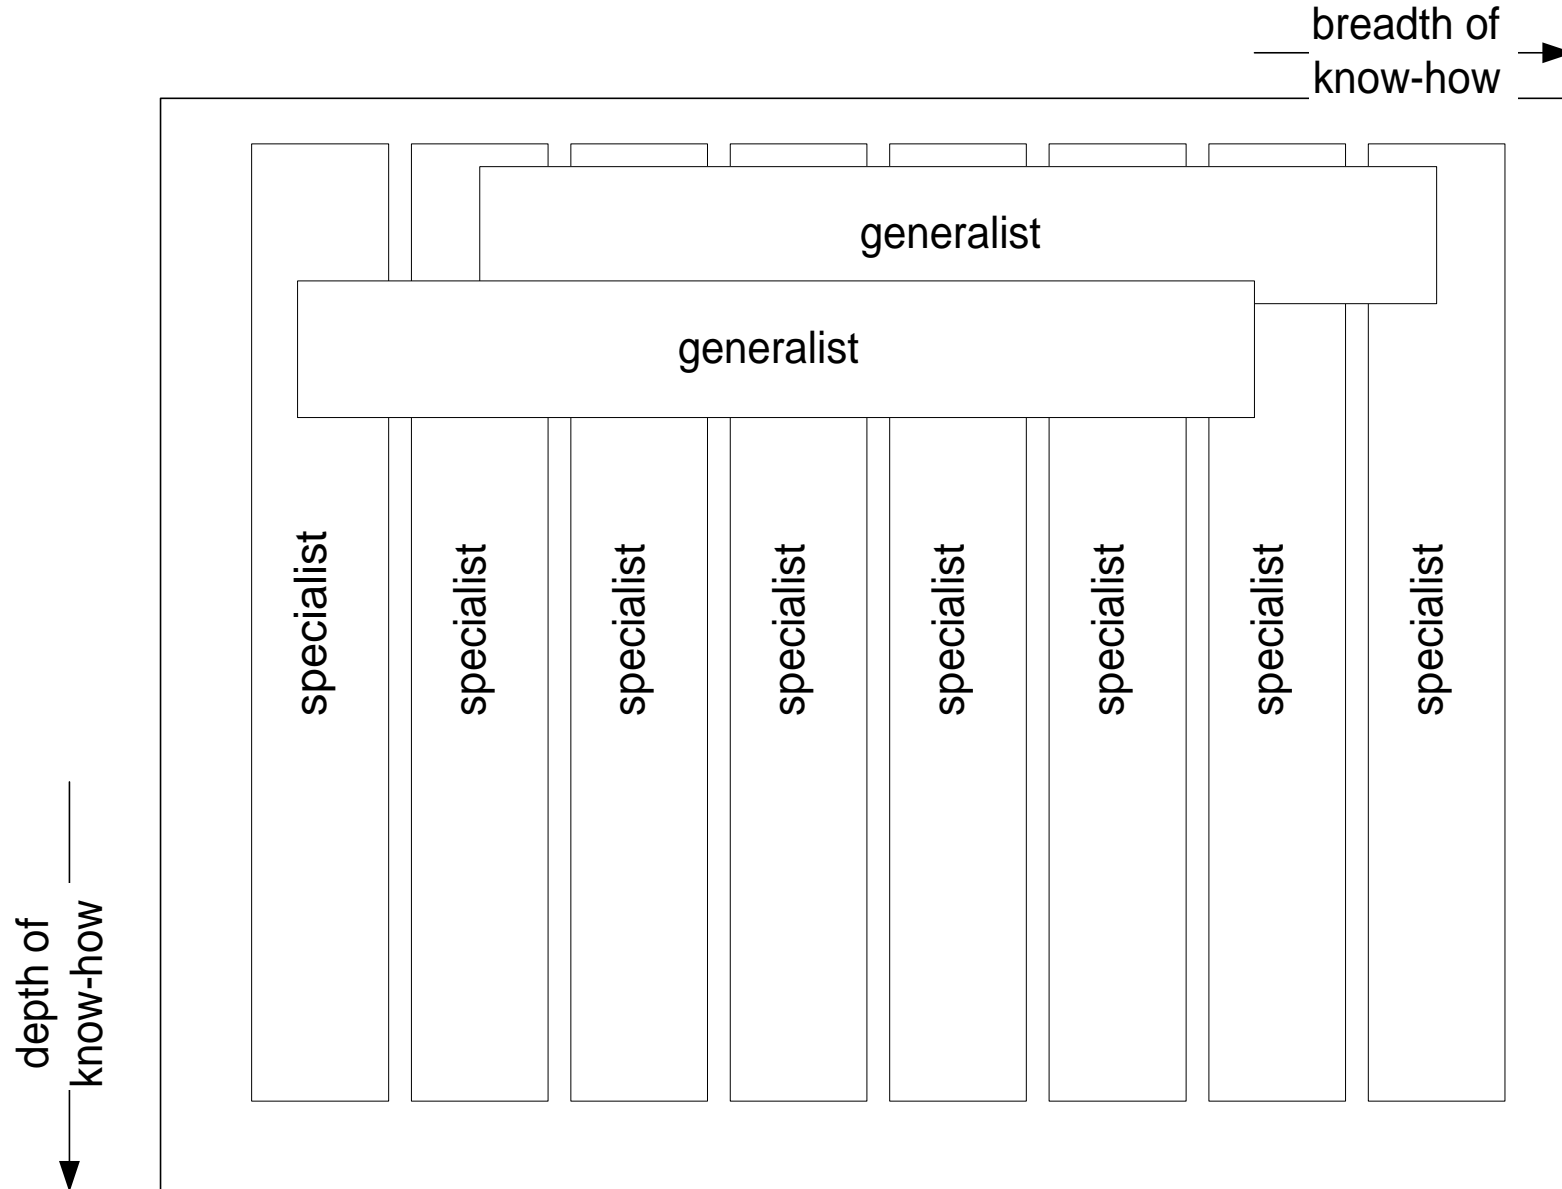 breadth of
know-how
generalist
generalist
specialist
specialist
specialist
specialist
specialist
specialist
specialist
specialist
depth of
know-how